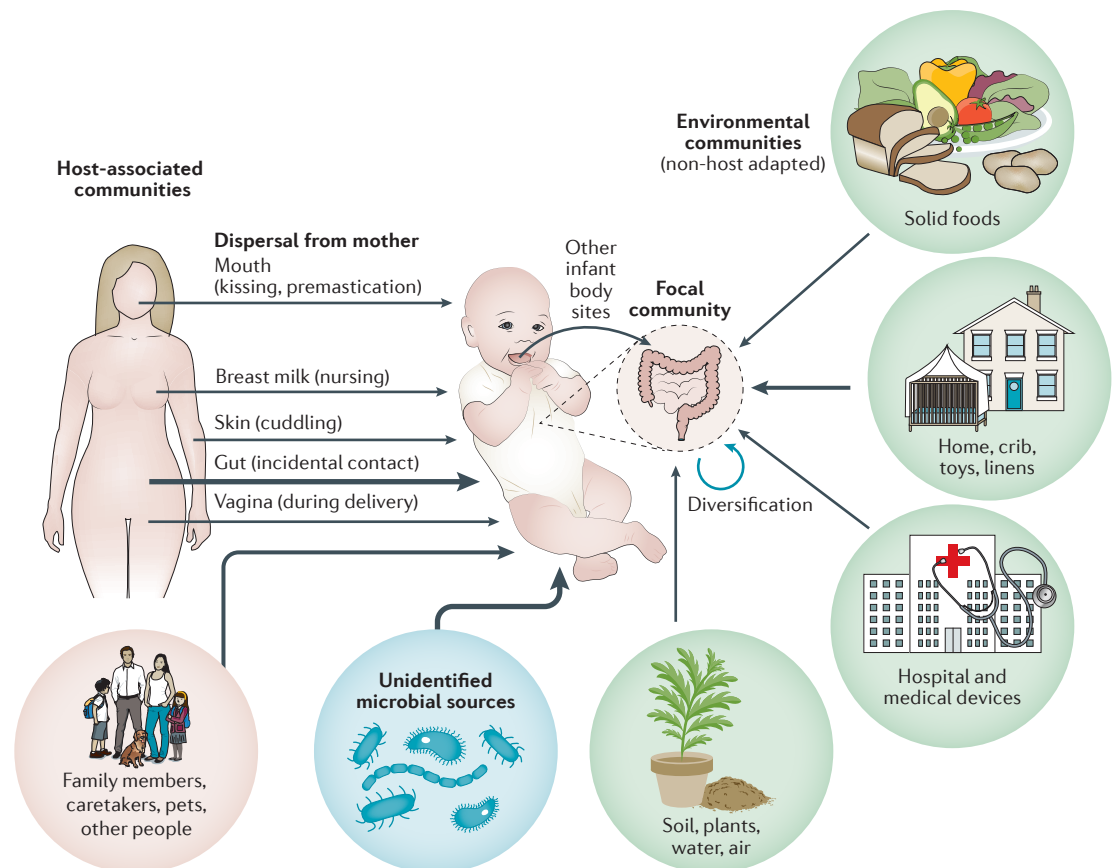 Host-associated
communities
Dispersal from mother
Mouth
(kissing, premastication)
Breast milk (nursing)
Skin (cuddling)
Gut (incidental contact)
Vagina (during delivery)
Other
infant
body
sites
Focal
community
Diversification
Environmental
communities
(non-host adapted)
Solid foods
Home, crib,
toys, linens
Hospital and
medical devices
Family members,
caretakers, pets,
other people
Unidentified
microbial sources
Soil, plants,
water, air